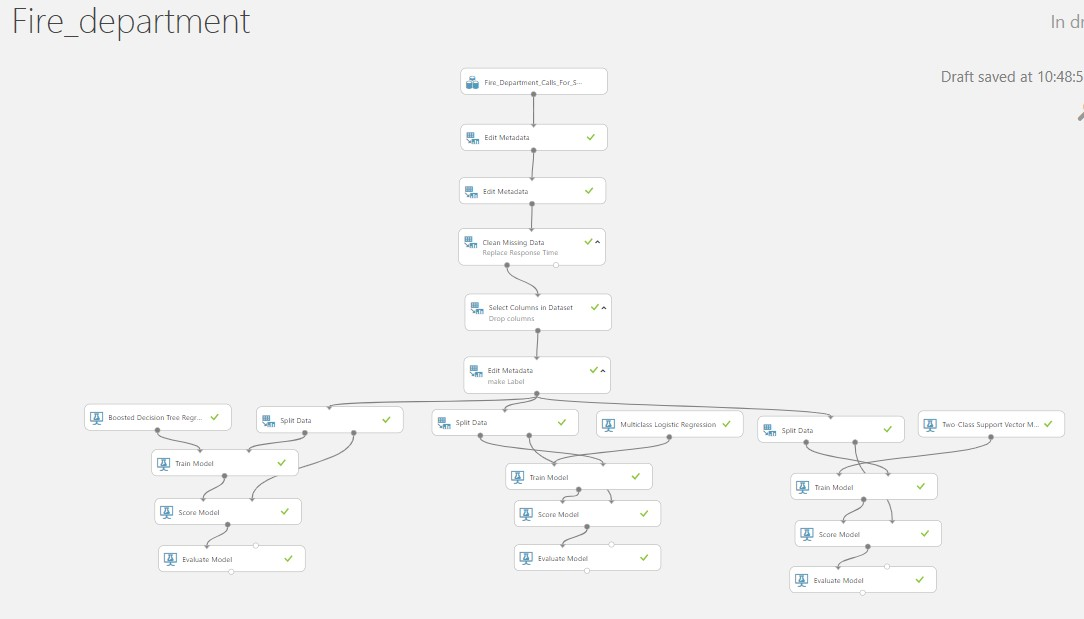 Fire_department
In dr
Draft saved at 10:48:5
Fire_Department_Calls_For_S...
Edit Metadata
Edit Metadata
Clean Missing Data
Replace Response Time
Select Columns in Dataset
Drop columns
Edit Metadata
make Label
Boosted Decision Tree Regr...
Split Data
Split Data
Multiclass Logistic Regression
Split Data
Two-Class Support Vector M...
Train Model
Train Model
Train Model
Score Model
Score Model
Score Model
Evaluate Model
Evaluate Model
Evaluate Model